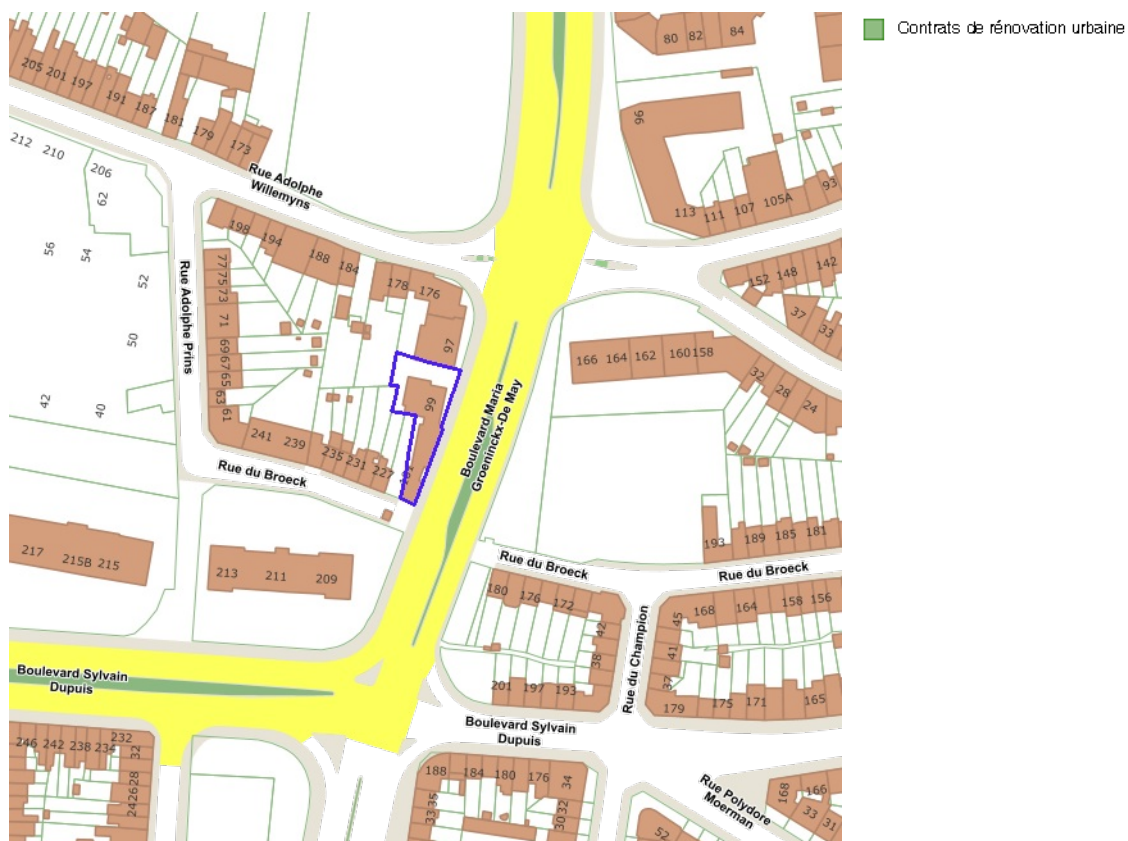 Contrats de rénovation urbaine
80 82 84
205 201 197 191 187 181 179 173
96
212 210 206
62
Rue Adolphe
Willemyns
113 111 107 105A 93
56 54 52
198 194 188 184
178 176
152 148 142
37 33
77 75 73 71 69 67 65 63 61
Rue Adolphe Prins
50
42 40
97
99
Boulevard Maria
Groeninckx-De May
166 164 162 160 158
32 28 24
241 239 235 231 227
Rue du Broeck
193 189 185 181
217 215B 215
213 211 209
Rue du Broeck
Rue du Broeck
180 176 172
42
38
Rue du Champion
45
41
37
168 164 158 156
Boulevard Sylvain
Dupuis
201 197 193
179 175 171 165
Boulevard Sylvain
Dupuis
246 242 238 234 232
32
28
26
24
188 184 180 176 34
33 35
32
30
Rue Polydore
Moerman
168 166
33 31
52